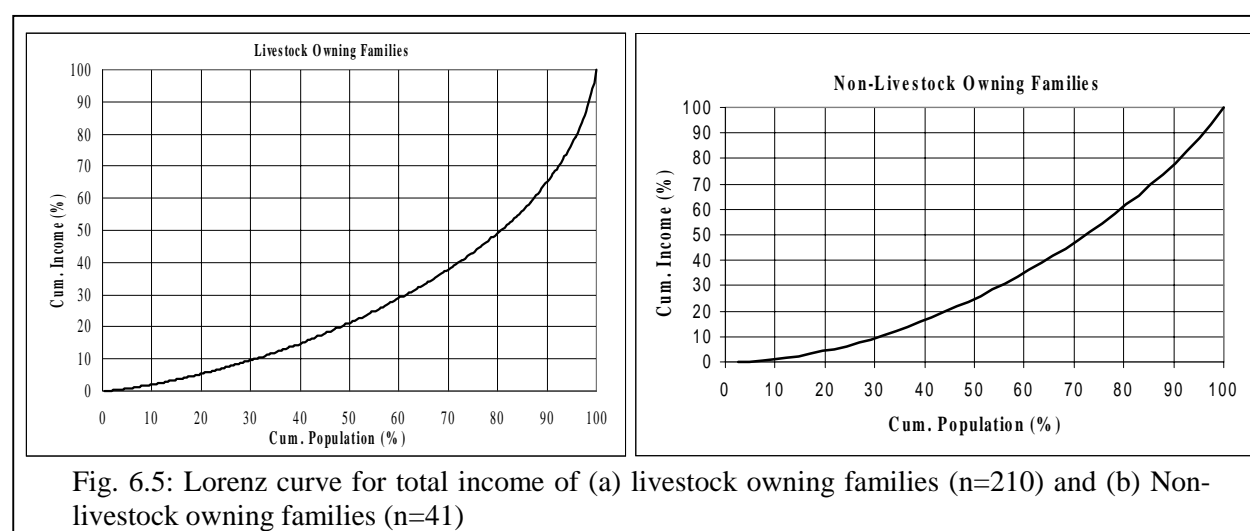 Livestock Owning Families
100
90
80
70
60
50
40
30
20
10
0
Cum. Income (%)
0 10 20 30 40 50 60 70 80 90 100
Cum. Population (%)
Non-Livestock Owning Families
100
90
80
70
60
50
40
30
20
10
0
Cum. Income (%)
0 10 20 30 40 50 60 70 80 90 100
Cum. Population (%)
Fig. 6.5: Lorenz curve for total income of (a) livestock owning families (n=210) and (b) Non-
livestock owning families (n=41)